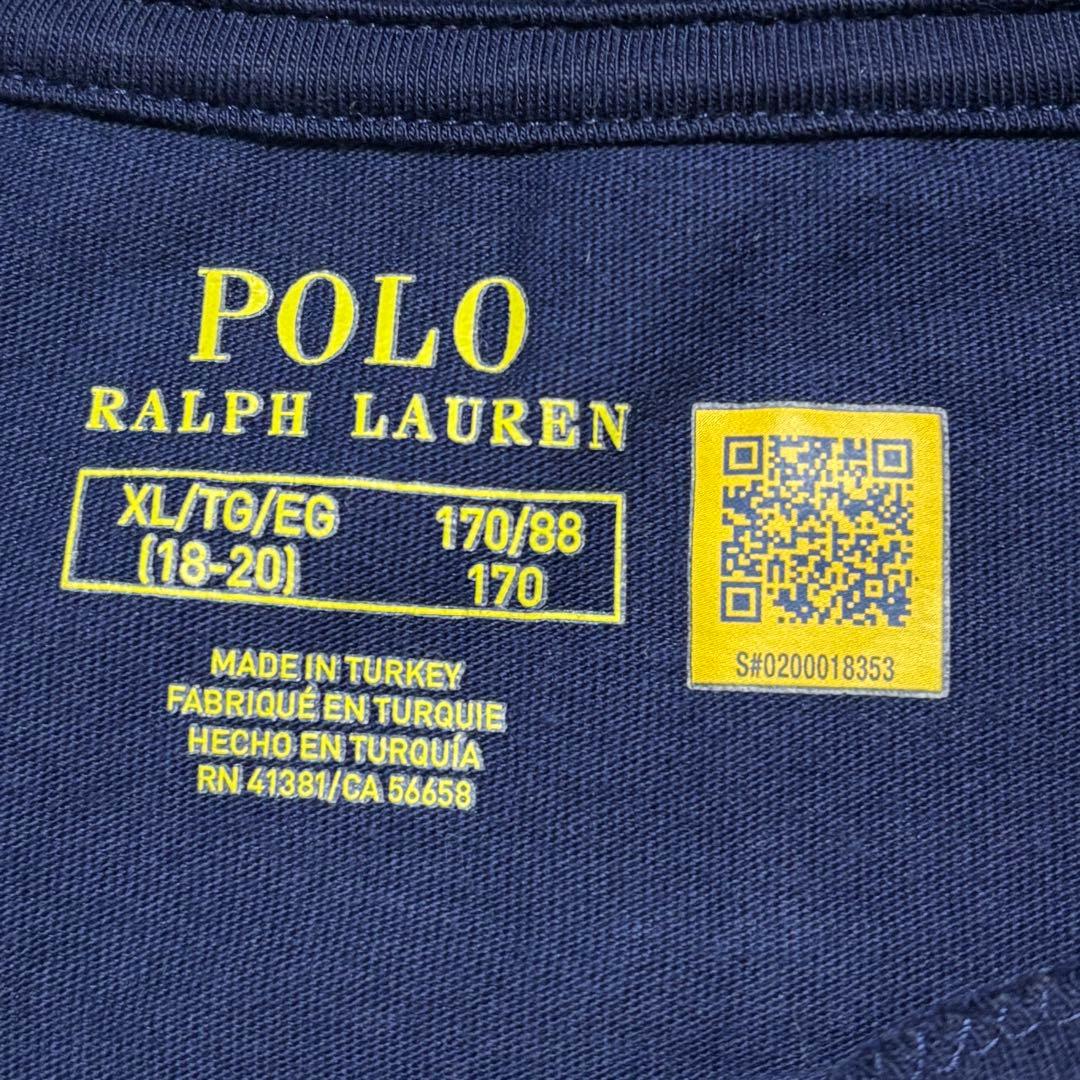 POLO
RALPH LAUREN
XL/TG/EG 170/88
(18-20) 170
MADE IN TURKEY
FABRIQUÉ EN TURQUIE
HECHO EN TURQUÍA
RN 41381/CA 56658
S#0200018353